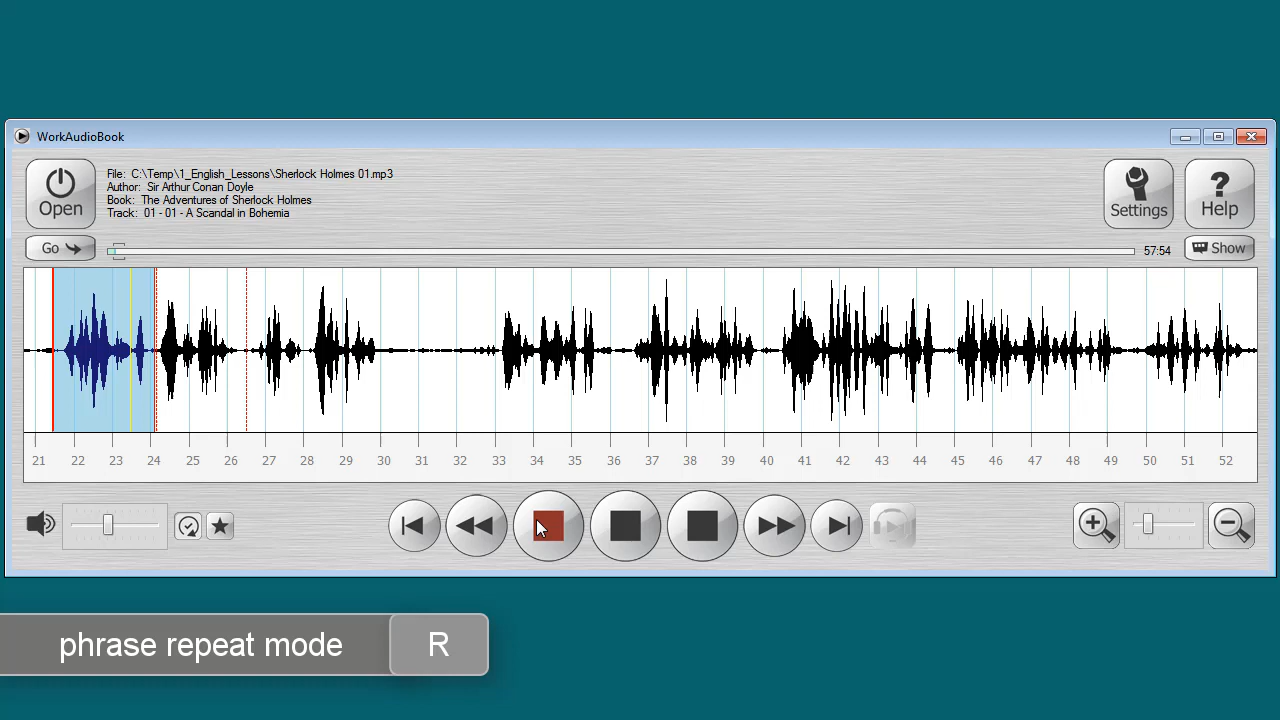 WorkAudioBook
Open
File: C:\Temp\1_English_Lessons\Sherlock Holmes 01.mp3
Author: Sir Arthur Conan Doyle
Book: The Adventures of Sherlock Holmes
Track: 01 - 01 - A Scandal in Bohemia
Settings
? Help
Go
57:54
Show
21 22 23 24 25 26 27 28 29 30 31 32 33 34 35 36 37 38 39 40 41 42 43 44 45 46 47 48 49 50 51 52
phrase repeat mode R